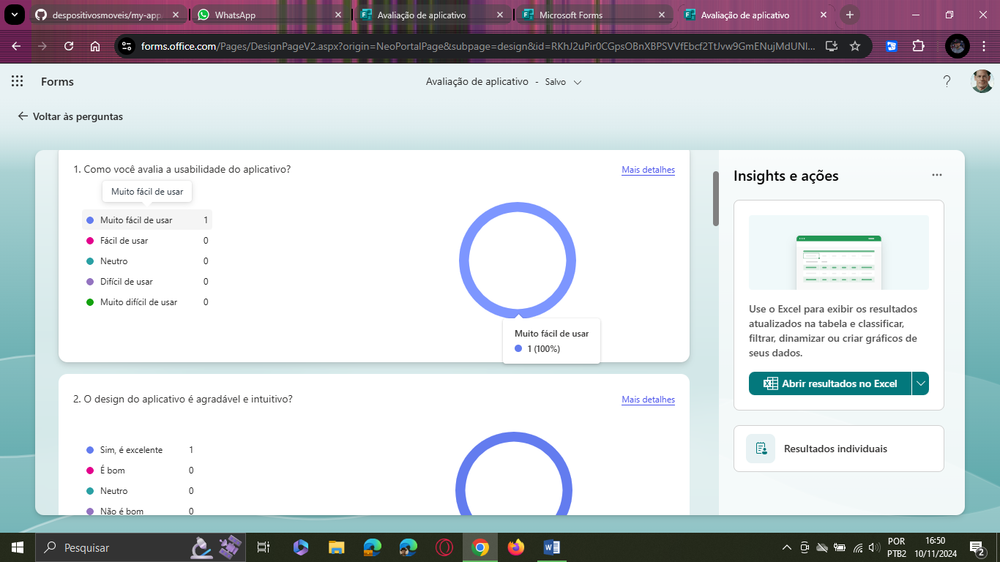 despositivosmoveis/my-app
WhatsApp
Avaliação de aplicativo
Microsoft Forms
Avaliação de aplicativo
forms.office.com/Pages/DesignPageV2.aspx?origin=NeoPortalPage&subpage=design&id=RKhJ2uPir0CGpsOBnXBPSVVfEbcf2TtJvw9GmENujMdUNl...
Forms
Avaliação de aplicativo - Salvo
?
Voltar às perguntas
1. Como você avalia a usabilidade do aplicativo?
Mais detalhes
Muito fácil de usar
Muito fácil de usar 1
Fácil de usar 0
Neutro 0
Difícil de usar 0
Muito difícil de usar 0
Muito fácil de usar
1 (100%)
2. O design do aplicativo é agradável e intuitivo?
Mais detalhes
Sim, é excelente 1
É bom 0
Neutro 0
Não é bom 0
Insights e ações
Use o Excel para exibir os resultados
atualizados na tabela e classificar,
filtrar, dinamizar ou criar gráficos de
seus dados.
Abrir resultados no Excel
Resultados individuais
Pesquisar
POR
PTB2
16:50
10/11/2024
2